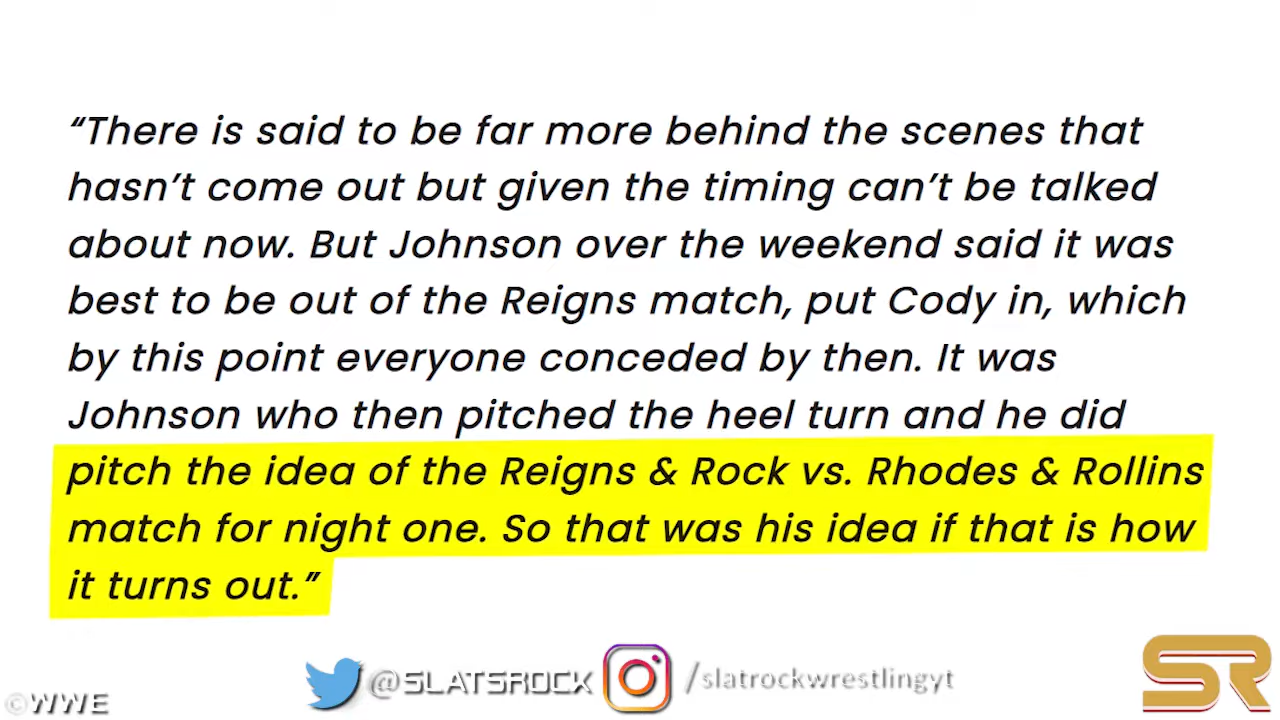 “There is said to be far more behind the scenes that
hasn’t come out but given the timing can’t be talked
about now. But Johnson over the weekend said it was
best to be out of the Reigns match, put Cody in, which
by this point everyone conceded by then. It was
Johnson who then pitched the heel turn and he did
pitch the idea of the Reigns & Rock vs. Rhodes & Rollins
match for night one. So that was his idea if that is how
it turns out.”
@SLATSROCK /slatrockwrestlingyt
SR
©WWE